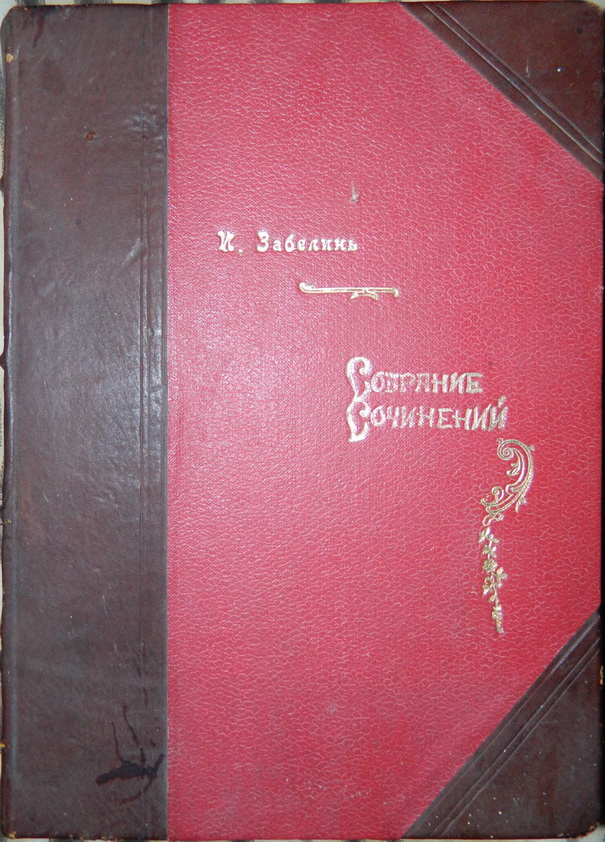 И. Забелинъ
Собрание
Сочинений